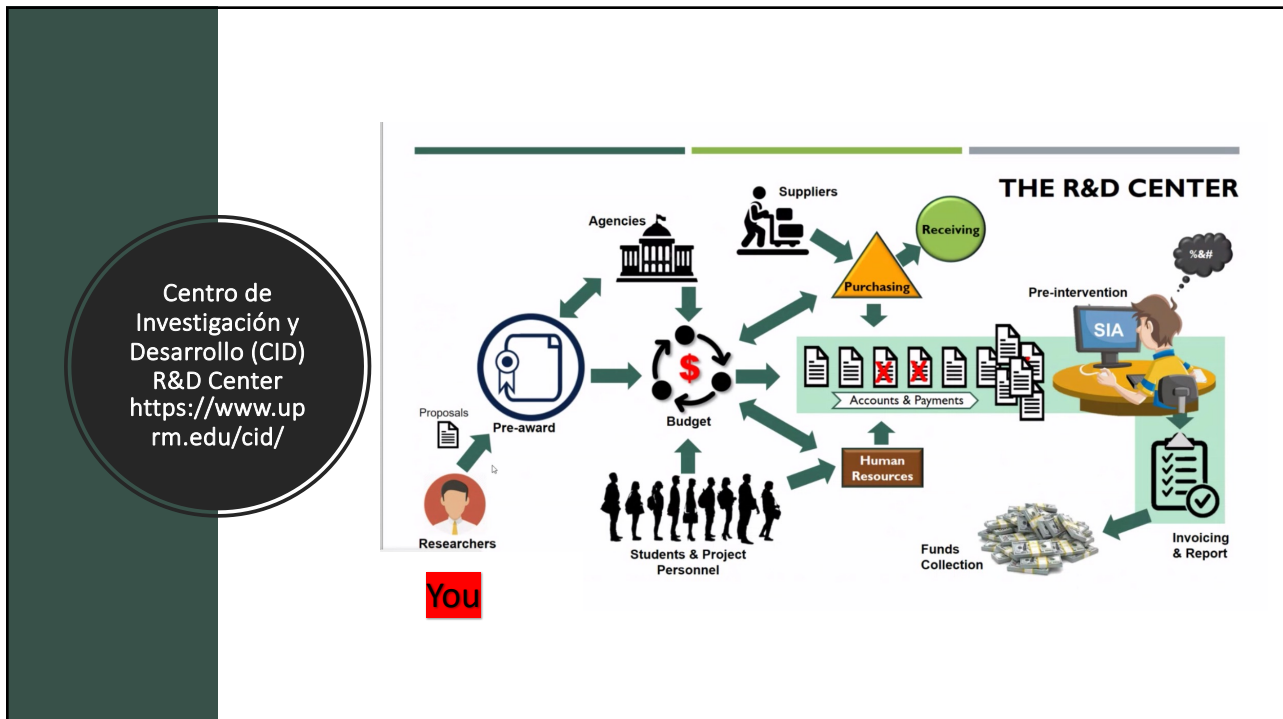 Centro de
Investigación y
Desarrollo (CID)
R&D Center
https://www.up
rm.edu/cid/
THE R&D CENTER
Suppliers
Agencies
Receiving
%&#
Purchasing
Pre-intervention
SIA
$
Accounts & Payments
Proposals
Pre-award
Budget
Human
Resources
Researchers
Students & Project
Personnel
Funds
Collection
Invoicing
& Report
You